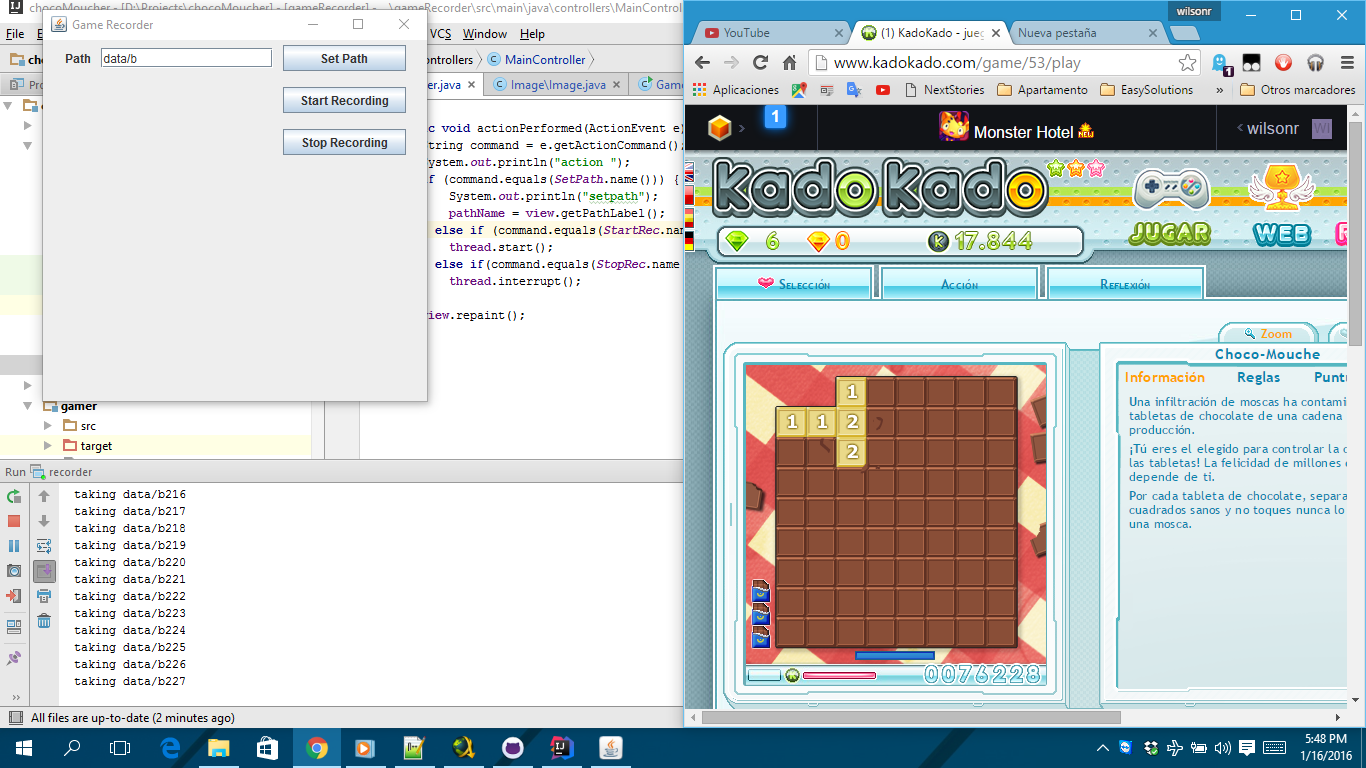 chocoMoucher - [D:\Projects\chocoMoucher] - [gameRecorder] - ...\gameRecorder\src\main\java\controllers\MainControl
Game Recorder
File
VCS Window Help
Path data/b Set Path
Start Recording
Stop Recording
MainController
Image\Image.java
void actionPerformed(ActionEvent e)
command = e.getActionCommand();
System.out.println("action ");
(command.equals(SetPath.name())) {
System.out.println("setpath");
pathName = view.getPathLabel();
else if (command.equals(StartRec.na
thread.start();
else if(command.equals(StopRec.name
thread.interrupt();
.repaint();
gamer
src
target
Run recorder
taking data/b216
taking data/b217
taking data/b218
taking data/b219
taking data/b220
taking data/b221
taking data/b222
taking data/b223
taking data/b224
taking data/b225
taking data/b226
taking data/b227
All files are up-to-date (2 minutes ago)
wilsonr
YouTube
(1) KadoKado - jueg
Nueva pestaña
www.kadokado.com/game/53/play
1
Aplicaciones
NextStories
Apartamento
EasySolutions
»
Otros marcadores
1
Monster Hotel NEW
wilsonr WI
KadoKado
6 0 K 17.844
JUGAR WEB
Selección Acción Reflexión
Zoom
Choco-Mouche
Información Reglas Puntu
Una infiltración de moscas ha contami
tabletas de chocolate de una cadena
producción.
¡Tú eres el elegido para controlar la c
las tabletas! La felicidad de millones
depende de ti.
Por cada tableta de chocolate, separa
cuadrados sanos y no toques nunca lo
una mosca.
1
1 1 2
2
0076228
5:48 PM
1/16/2016